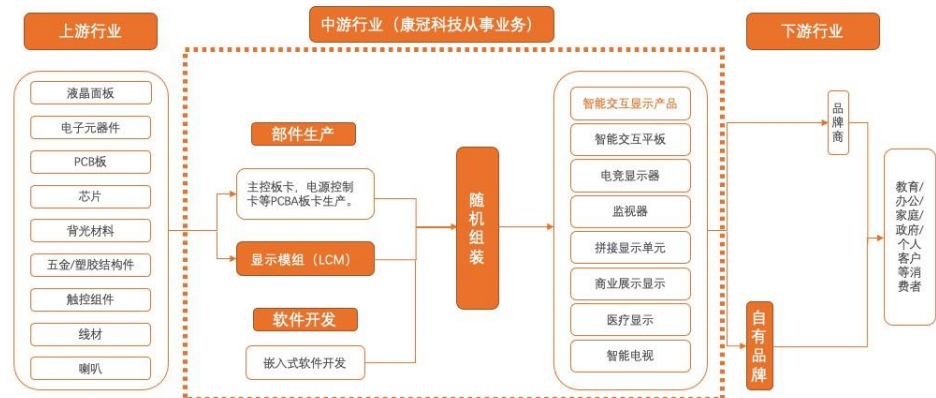 上游行业
液晶面板
电子元器件
PCB板
芯片
背光材料
五金/塑胶结构件
触控组件
线材
喇叭
中游行业（康冠科技从事业务）
部件生产
主控板卡，电源控制
卡等PCBA板卡生产。
显示模组（LCM）
软件开发
嵌入式软件开发
随机组装
智能交互显示产品
智能交互平板
电竞显示器
监视器
拼接显示单元
商业展示显示
医疗显示
智能电视
下游行业
品牌商
自有品牌
教育/
办公/
家庭/
政府/
个人
客户
等消
费者